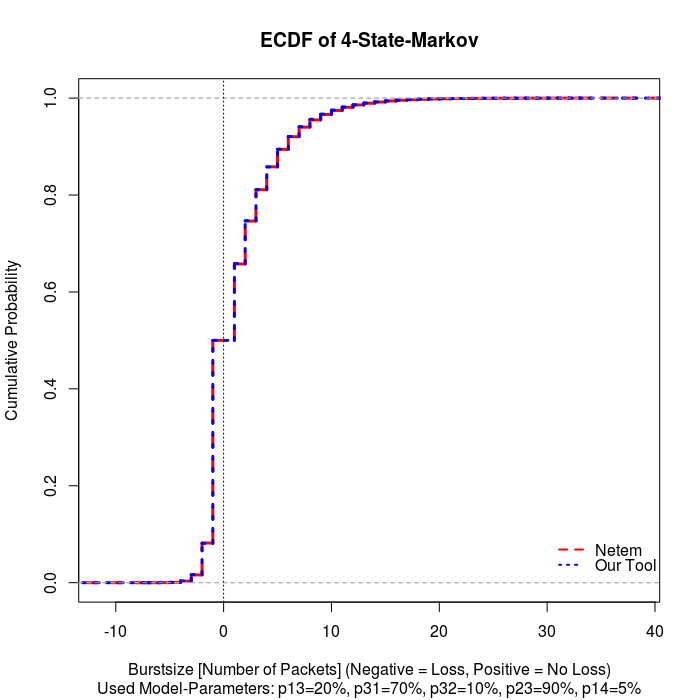 ECDF of 4-State-Markov
Cumulative Probability
1.0
0.8
0.6
0.4
0.2
0.0
Netem
Our Tool
-10 0 10 20 30 40
Burstsize [Number of Packets] (Negative = Loss, Positive = No Loss)
Used Model-Parameters: p13=20%, p31=70%, p32=10%, p23=90%, p14=5%